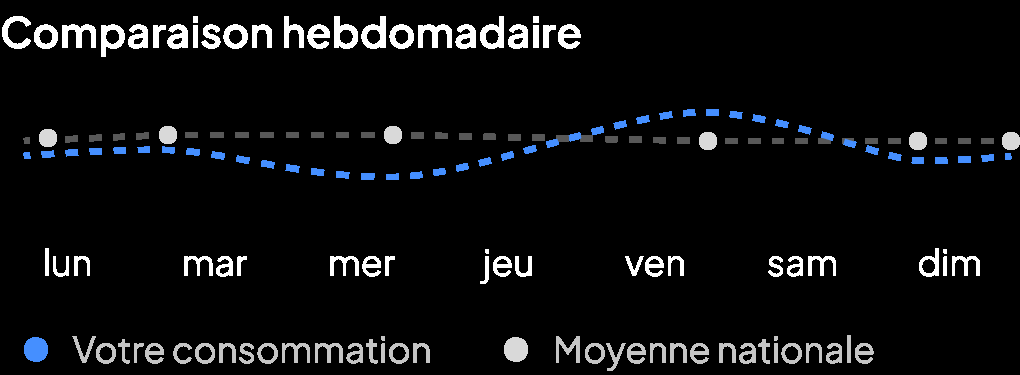 Comparaison hebdomadaire
lun mar mer jeu ven sam dim
Votre consommation Moyenne nationale